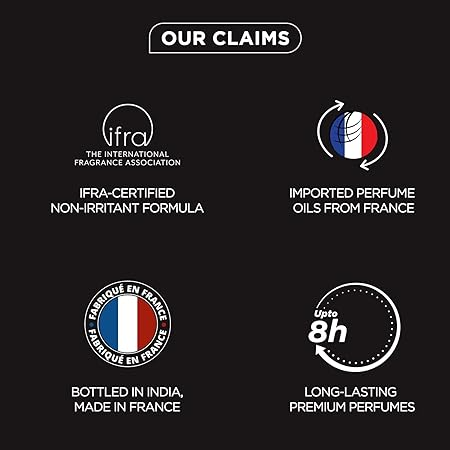 OUR CLAIMS
ifra
THE INTERNATIONAL
FRAGRANCE ASSOCIATION
IFRA-CERTIFIED
NON-IRRITANT FORMULA
IMPORTED PERFUME
OILS FROM FRANCE
FABRIQUÉ EN FRANCE
FABRIQUÉ EN FRANCE
BOTTLED IN INDIA,
MADE IN FRANCE
Upto
8h
LONG-LASTING
PREMIUM PERFUMES